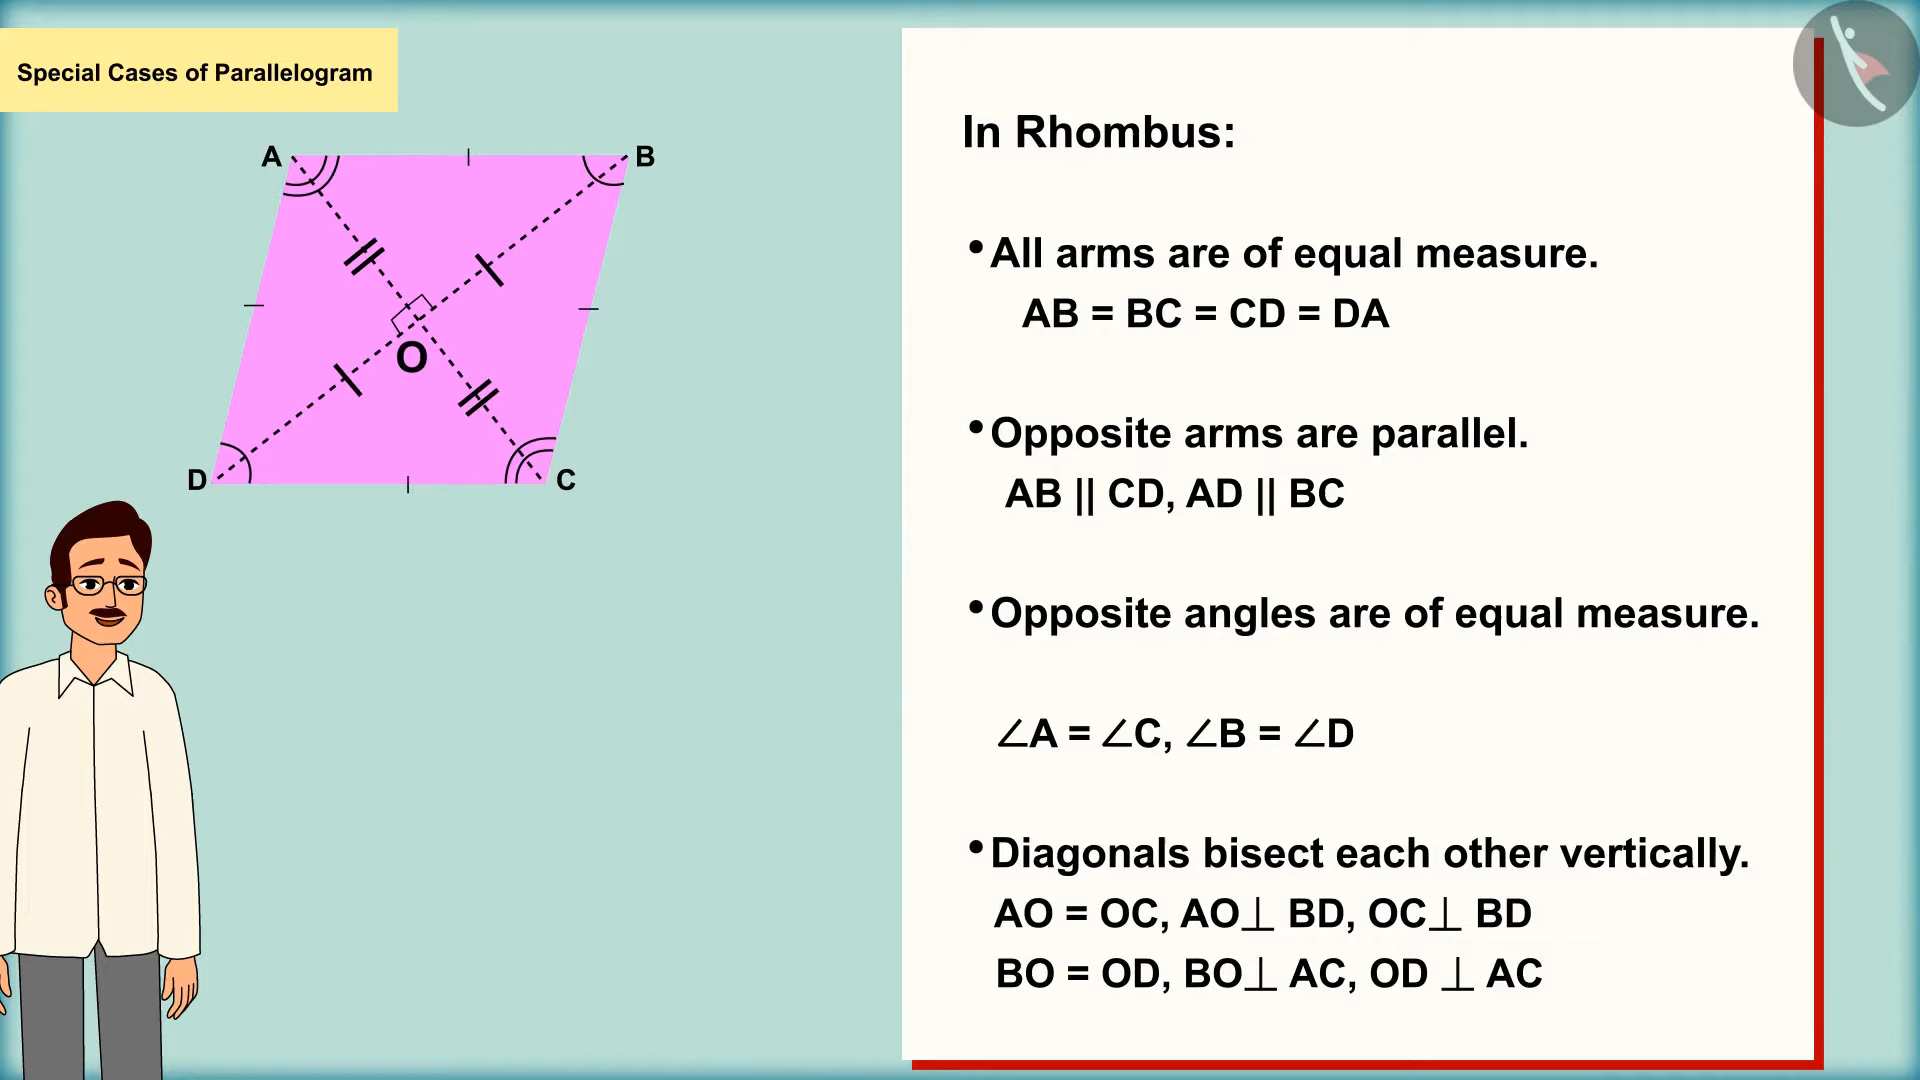 Special Cases of Parallelogram
A
B
O
D
C
In Rhombus:
•All arms are of equal measure.
AB = BC = CD = DA
•Opposite arms are parallel.
AB || CD, AD || BC
•Opposite angles are of equal measure.
∠A = ∠C, ∠B = ∠D
•Diagonals bisect each other vertically.
AO = OC, AO⊥ BD, OC⊥ BD
BO = OD, BO⊥ AC, OD ⊥ AC